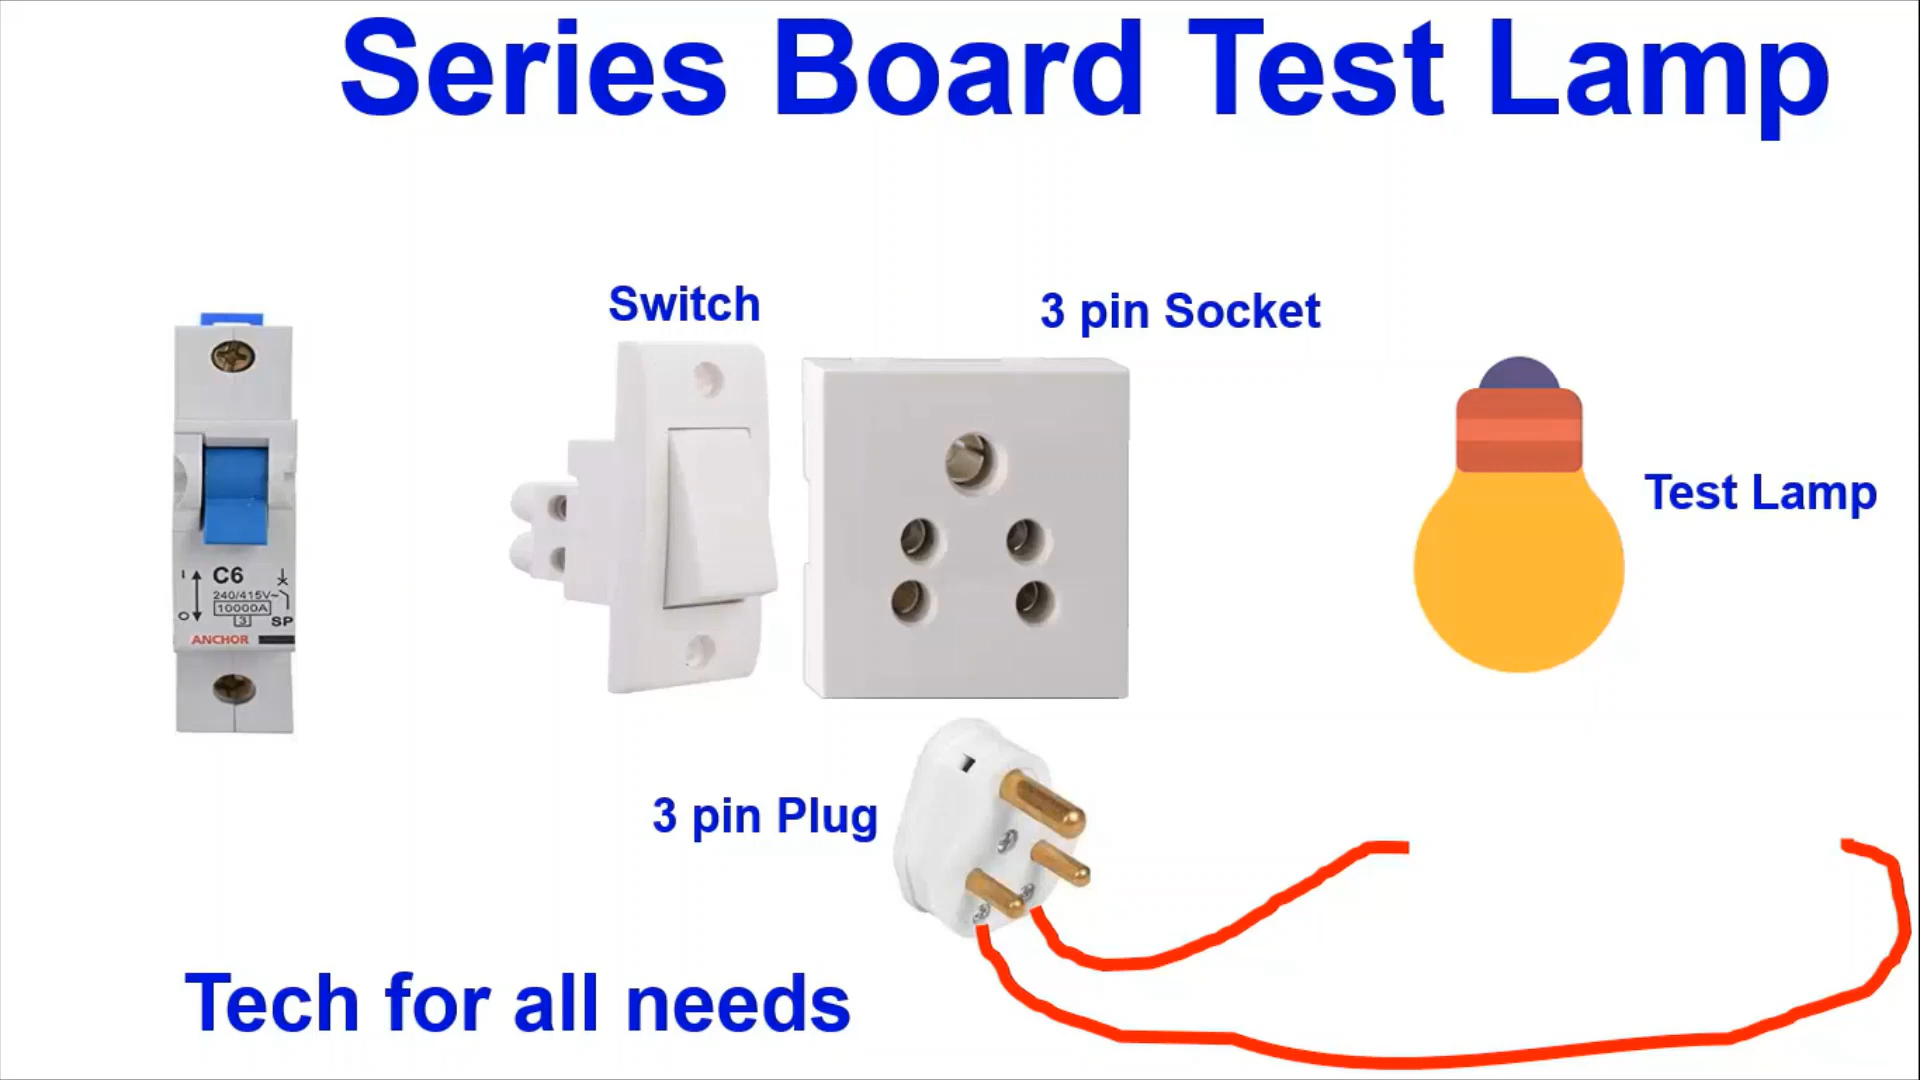 Series Board Test Lamp
Switch
3 pin Socket
Test Lamp
I
C6
240/415V~
10000A
O
3
SP
ANCHOR
3 pin Plug
Tech for all needs